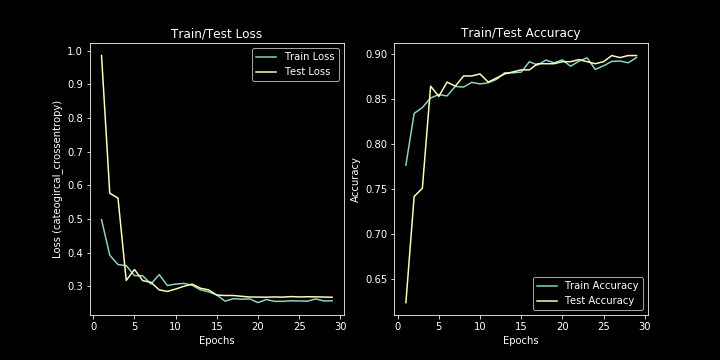 Train/Test Loss
Train/Test Accuracy
Loss (cateogircal_crossentropy)
1.0
0.9
0.8
0.7
0.6
0.5
0.4
0.3
0
5
10
15
20
25
30
Epochs
Train Loss
Test Loss
Accuracy
0.90
0.85
0.80
0.75
0.70
0.65
0
5
10
15
20
25
30
Epochs
Train Accuracy
Test Accuracy